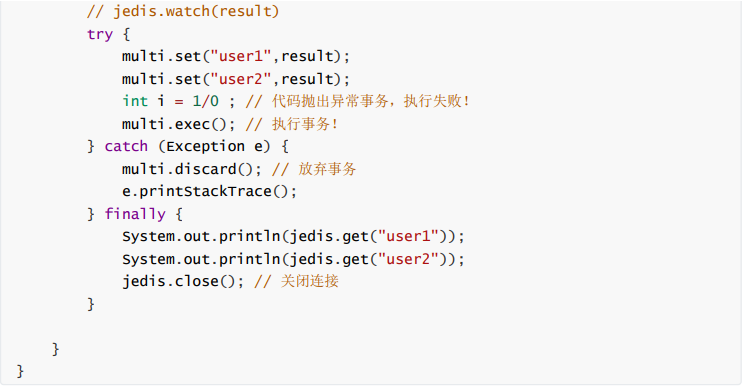 // jedis.watch(result)
try {
multi.set("user1",result);
multi.set("user2",result);
int i = 1/0 ; // 代码抛出异常事务，执行失败！
multi.exec(); // 执行事务！
} catch (Exception e) {
multi.discard(); // 放弃事务
e.printStackTrace();
} finally {
System.out.println(jedis.get("user1"));
System.out.println(jedis.get("user2"));
jedis.close(); // 关闭连接
}
}
}